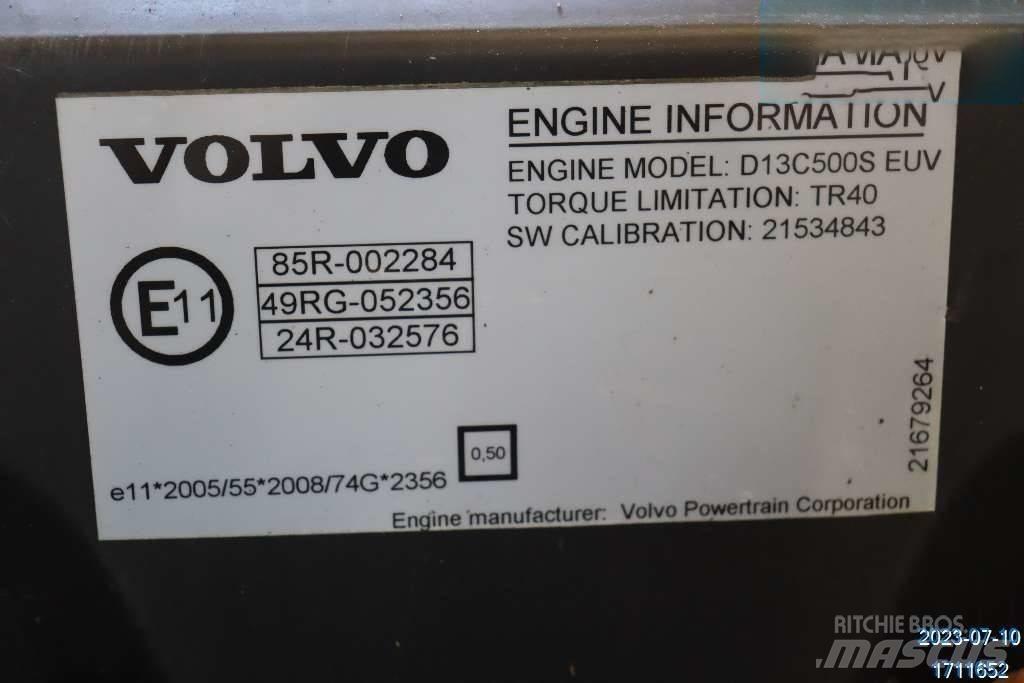 VOLVO
ENGINE INFORMATION
ENGINE MODEL: D13C500S EUV
TORQUE LIMITATION: TR40
SW CALIBRATION: 21534843
E11
85R-002284
49RG-052356
24R-032576
0,50
21679264
e11*2005/55*2008/74G*2356
Engine manufacturer: Volvo Powertrain Corporation
RITCHIE BROS.
MASCUS
2023-07-10
1711652